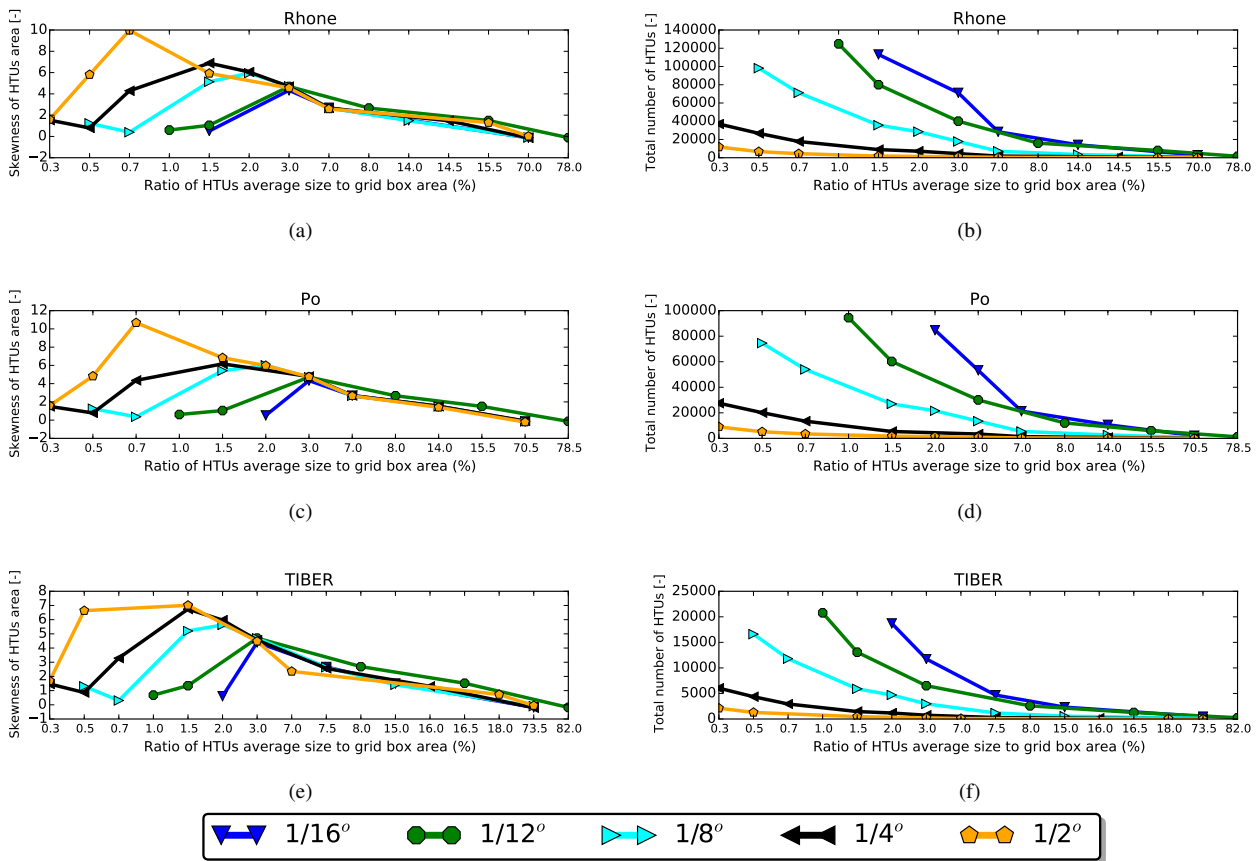 Rhone
Skewness of HTUs area [-]
10
8
6
4
2
0
−2
0.3 0.5 0.7 1.0 1.5 2.0 3.0 7.0 8.0 14.0 14.5 15.5 70.0 78.0
Ratio of HTUs average size to grid box area (%)
(a)
Rhone
Total number of HTUs [-]
140000
120000
100000
80000
60000
40000
20000
0
0.3 0.5 0.7 1.0 1.5 2.0 3.0 7.0 8.0 14.0 14.5 15.5 70.0 78.0
Ratio of HTUs average size to grid box area (%)
(b)
Po
Skewness of HTUs area [-]
12
10
8
6
4
2
0
−2
0.3 0.5 0.7 1.0 1.5 2.0 3.0 7.0 8.0 14.0 15.5 70.5 78.5
Ratio of HTUs average size to grid box area (%)
(c)
Po
Total number of HTUs [-]
100000
80000
60000
40000
20000
0
0.3 0.5 0.7 1.0 1.5 2.0 3.0 7.0 8.0 14.0 15.5 70.5 78.5
Ratio of HTUs average size to grid box area (%)
(d)
TIBER
Skewness of HTUs area [-]
8
7
6
5
4
3
2
1
0
−1
0.3 0.5 0.7 1.0 1.5 2.0 3.0 7.0 7.5 8.0 15.0 16.0 16.5 18.0 73.5 82.0
Ratio of HTUs average size to grid box area (%)
(e)
TIBER
Total number of HTUs [-]
25000
20000
15000
10000
5000
0
0.3 0.5 0.7 1.0 1.5 2.0 3.0 7.0 7.5 8.0 15.0 16.0 16.5 18.0 73.5 82.0
Ratio of HTUs average size to grid box area (%)
(f)
1/16° 1/12° 1/8° 1/4° 1/2°